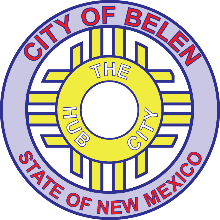 CITY OF BELEN
THE
HUB CITY
STATE OF NEW MEXICO